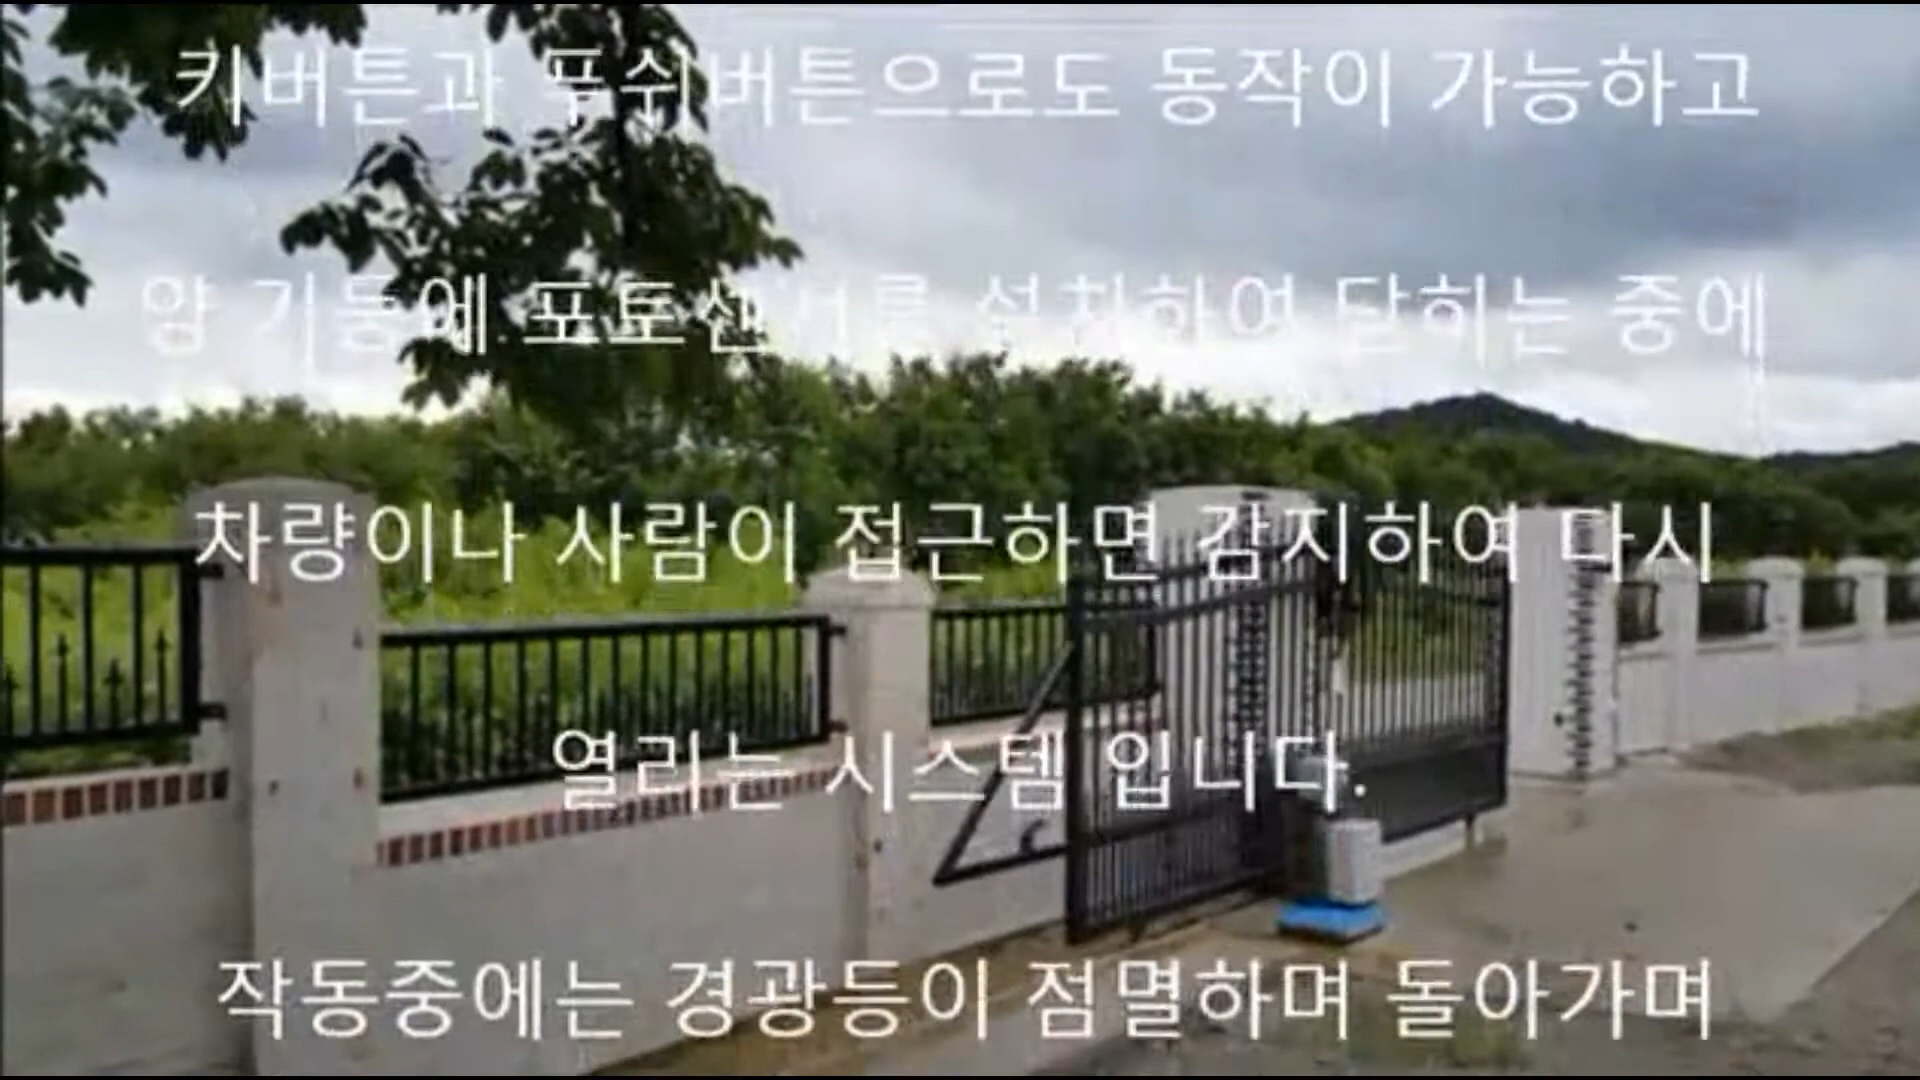 키버튼과 푸쉬버튼으로도 동작이 가능하고
앞 기둥에 포토센서를 설치하여 닫히는 중에
차량이나 사람이 접근하면 감지하여 다시
열리는 시스템 입니다.
작동중에는 경광등이 점멸하며 돌아가며